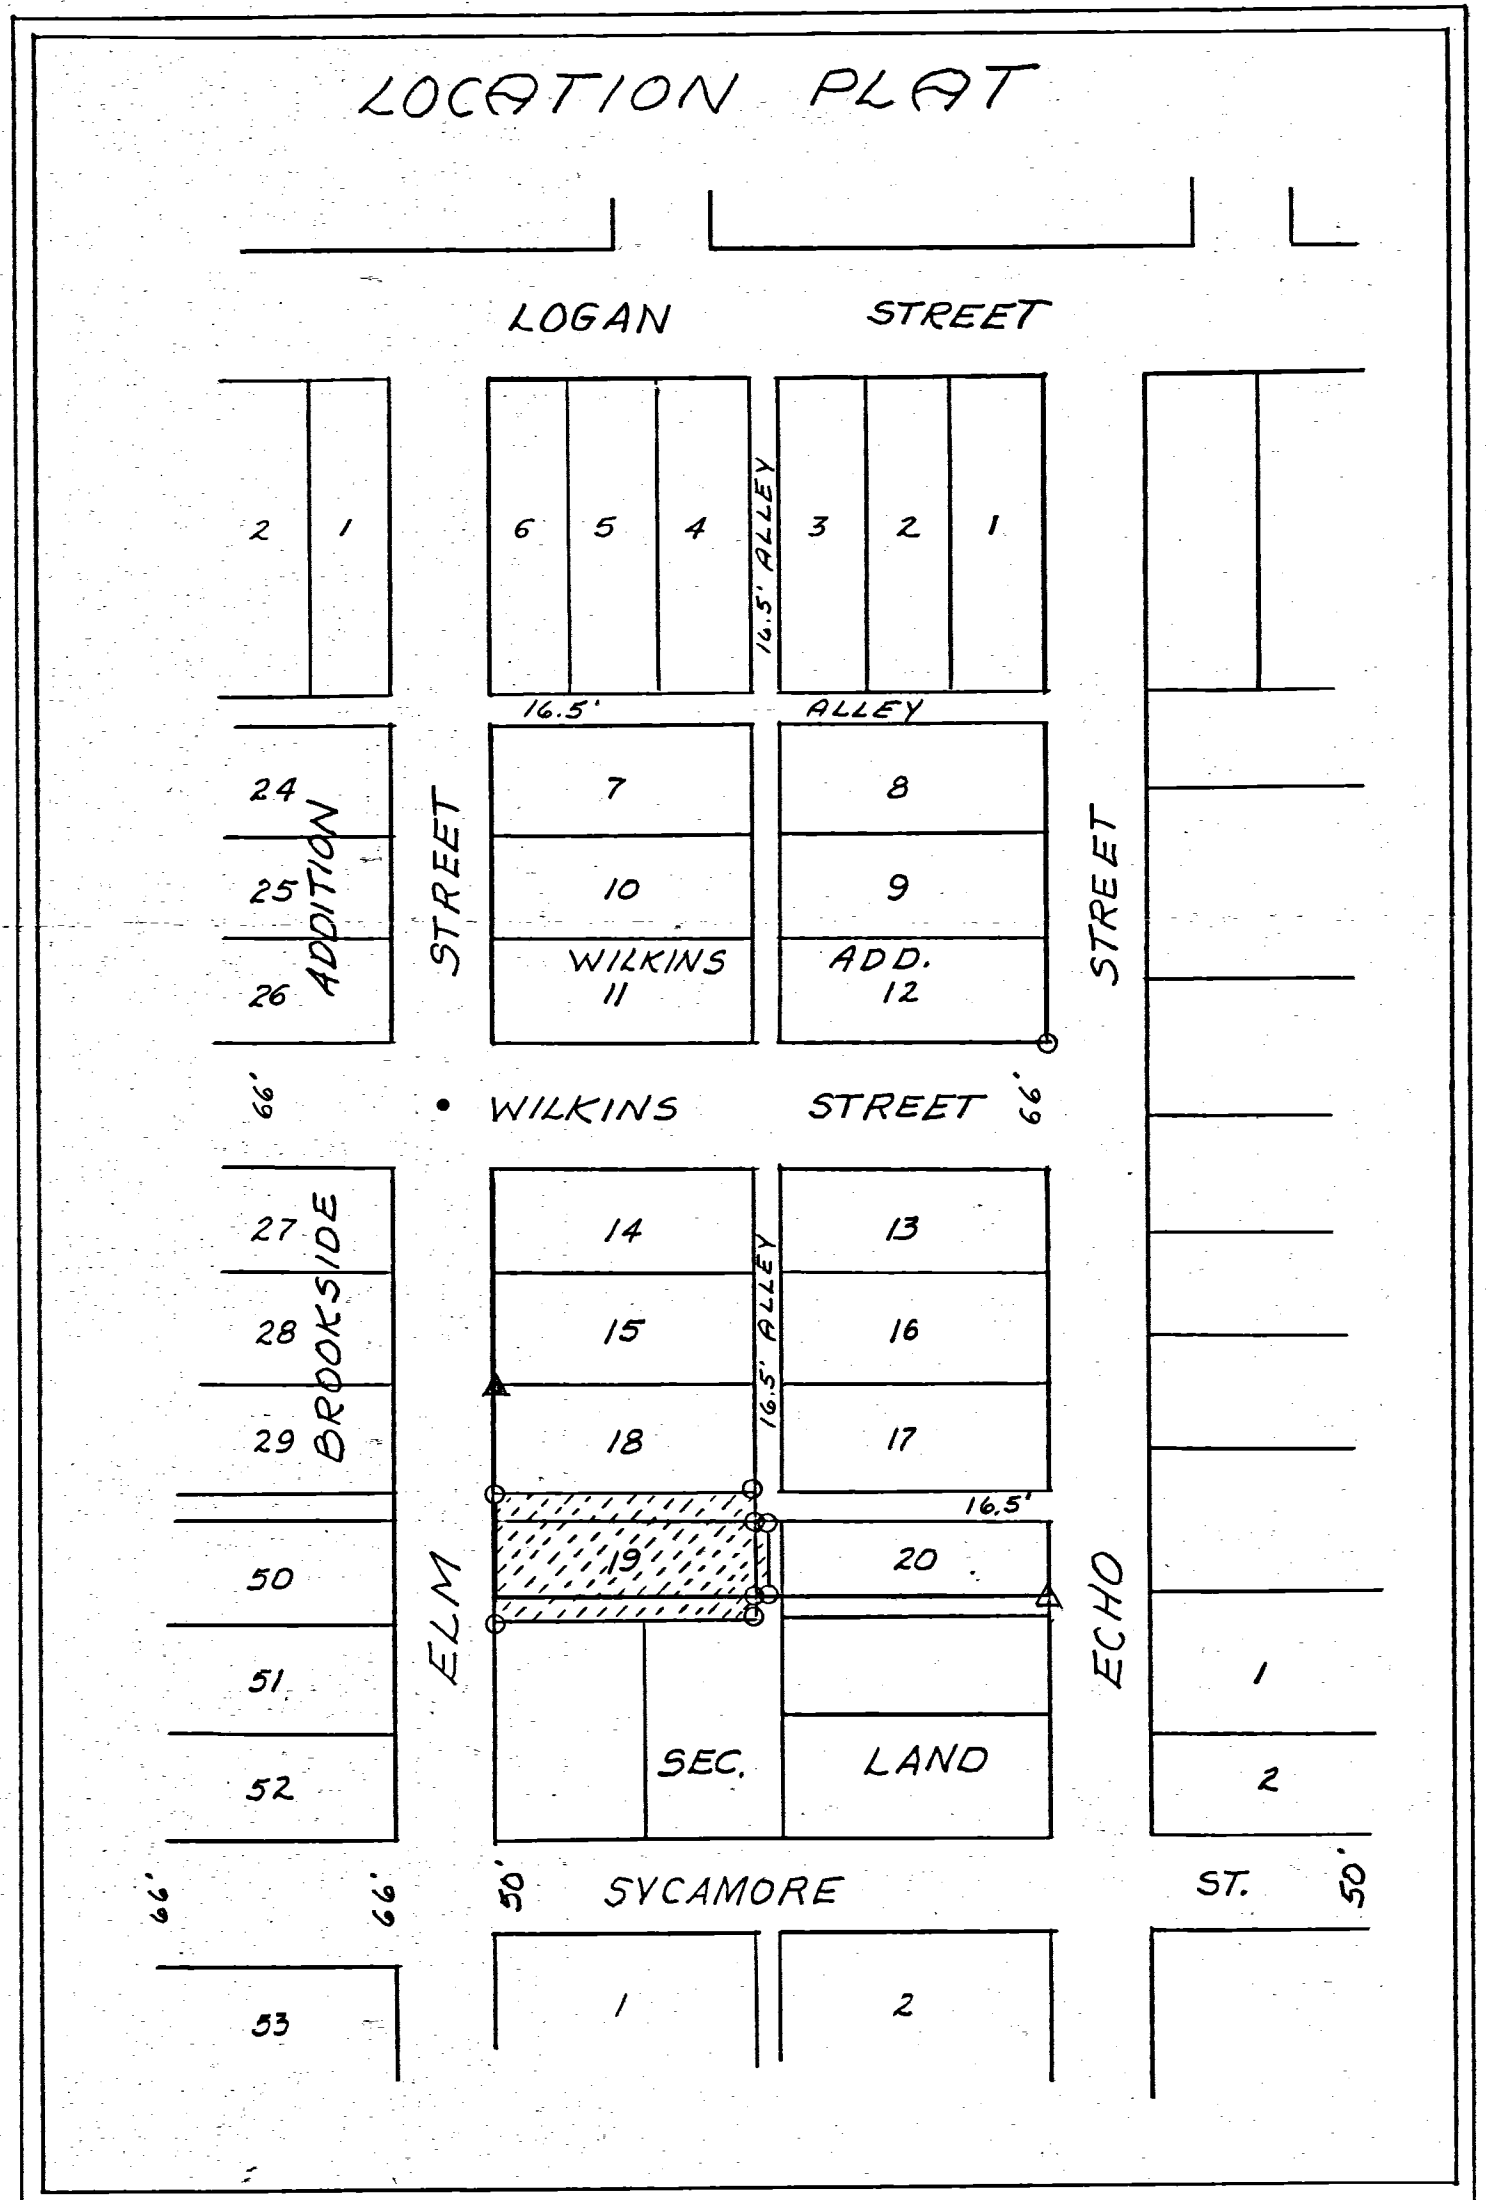 LOCATION PLAT
LOGAN STREET
2 1 6 5 4 16.5' ALLEY 3 2 1
16.5' ALLEY
24 7 8
25 10 9
ADDITION STREET STREET
WILKINS ADD.
26 11 12
66' WILKINS STREET 66'
27 14 13
BROOKSIDE 16.5' ALLEY
28 15 16
29 18 17
16.5'
50 19 20
ELM ECHO
51 1
SEC. LAND
52 2
66' 66' 50' SYCAMORE ST. 50'
53 1 2